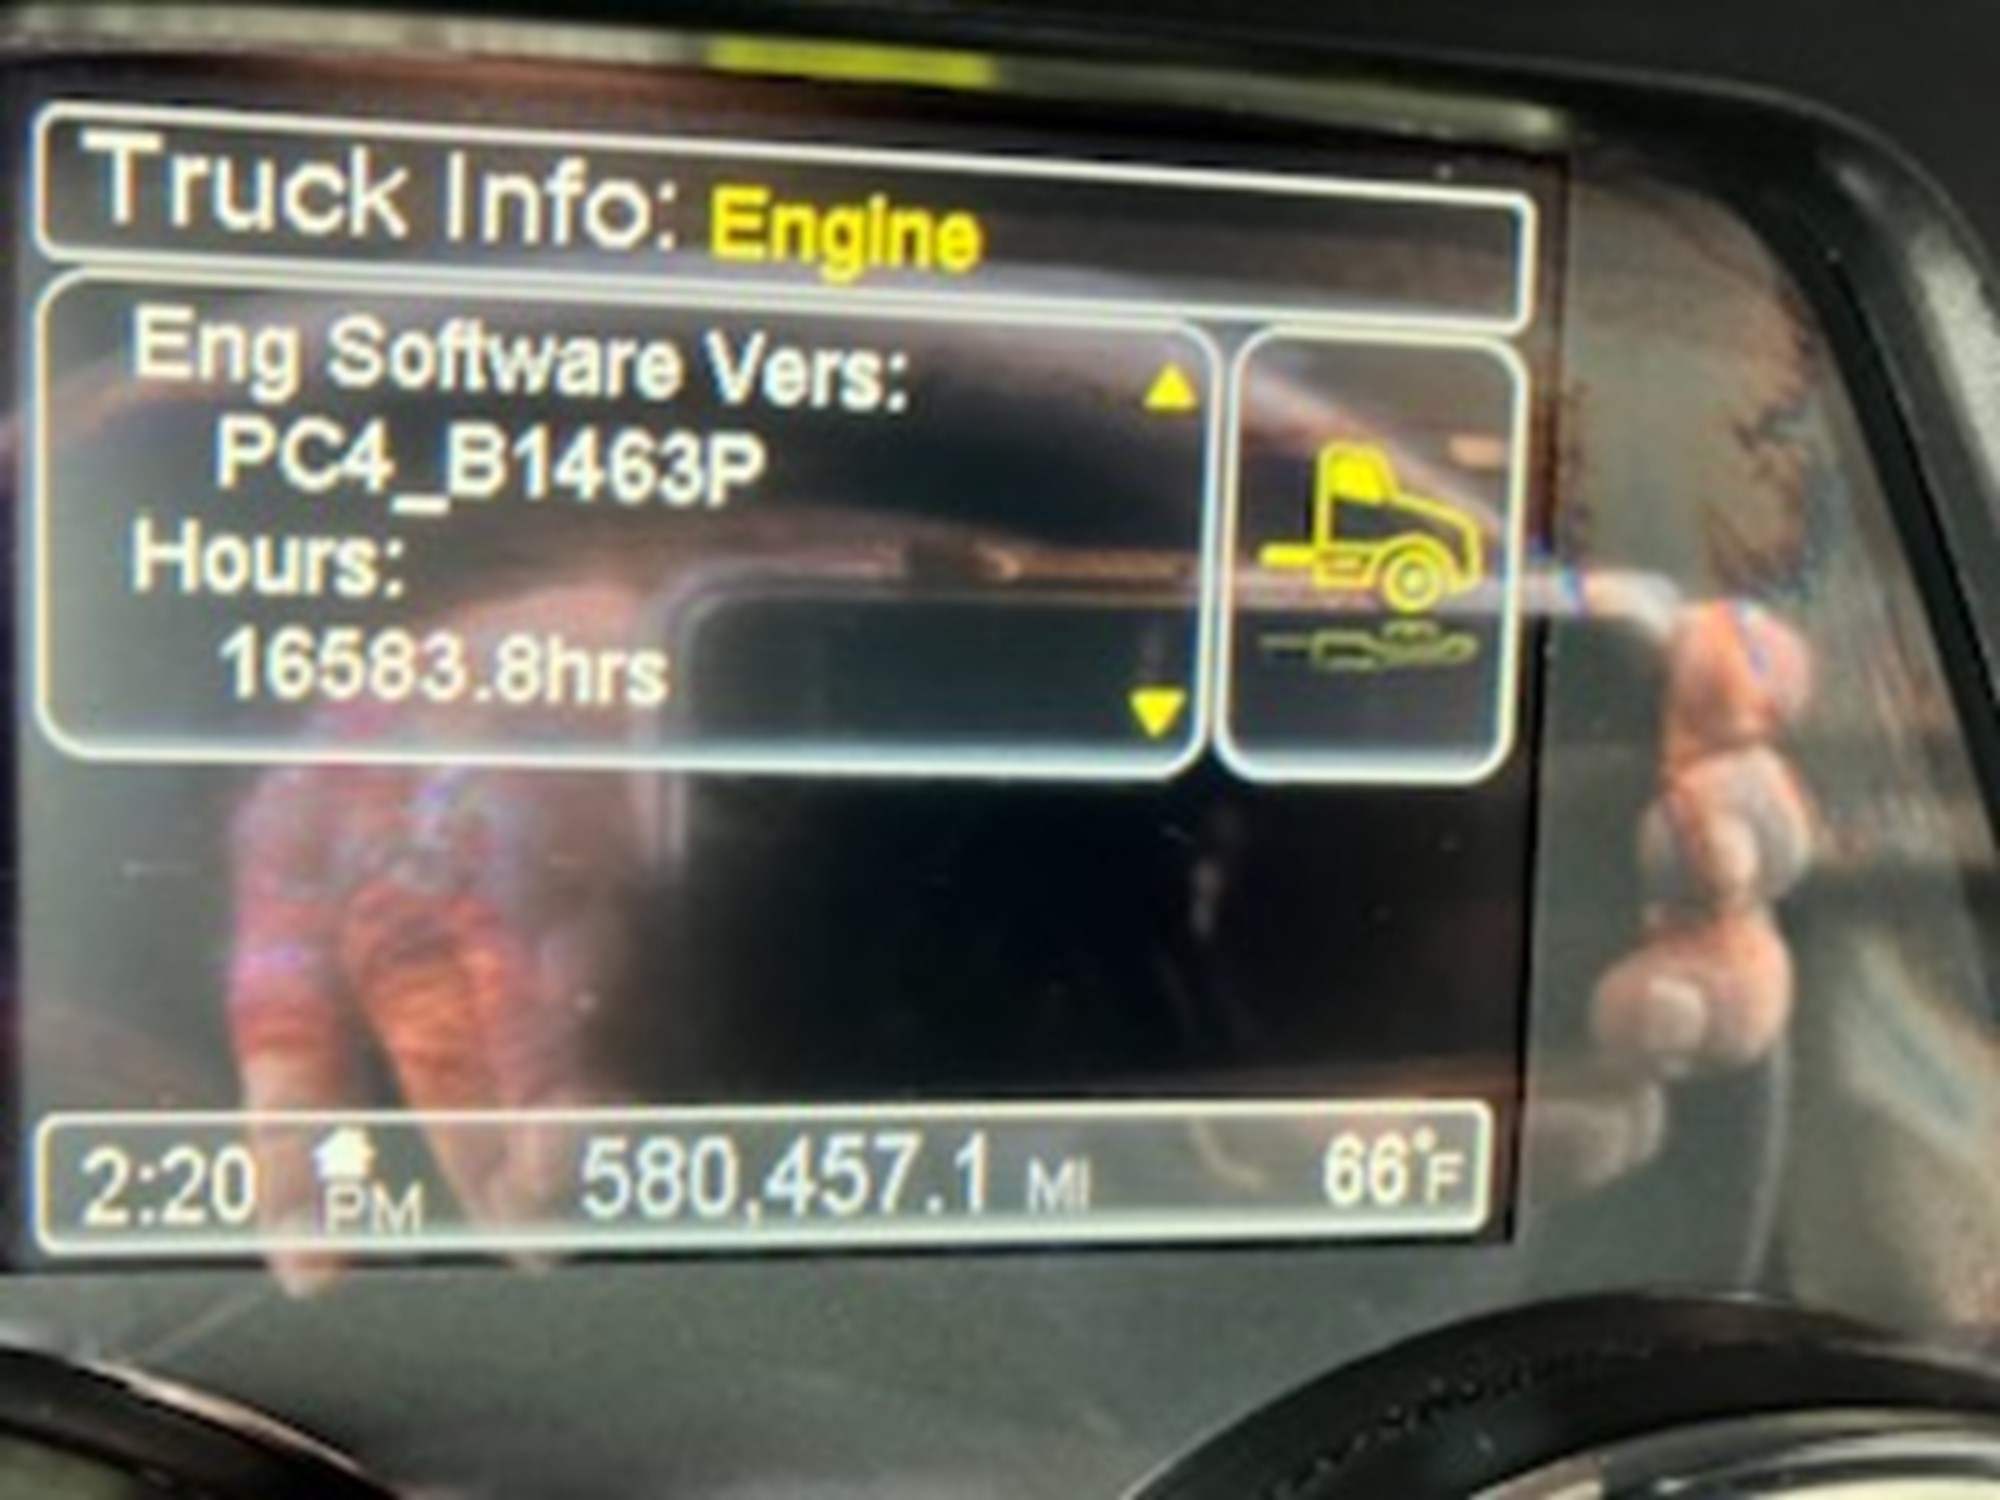 Truck Info: Engine
Eng Software Vers:
PC4_B1463P
Hours:
16583.8hrs
2:20 PM 580,457.1 MI 66°F